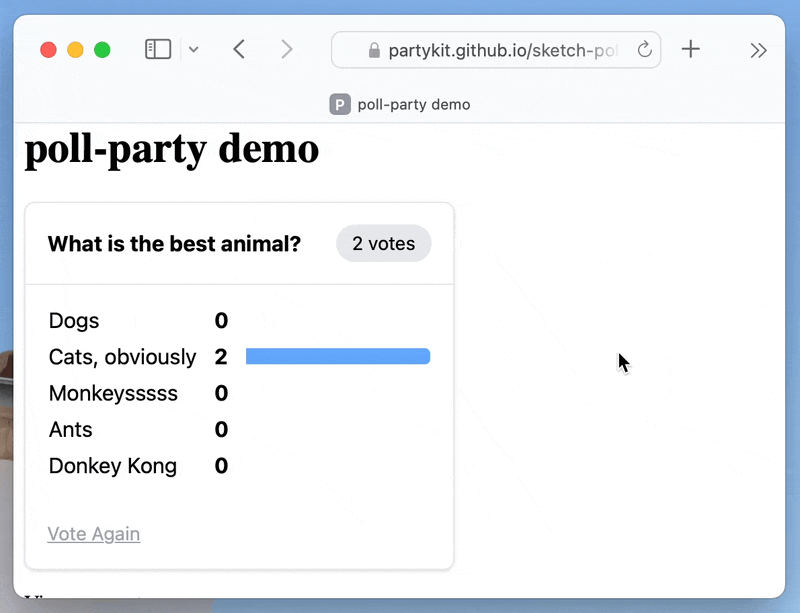 partykit.github.io/sketch-pol
P poll-party demo
poll-party demo
What is the best animal? 2 votes
Dogs 0
Cats, obviously 2
Monkeysssss 0
Ants 0
Donkey Kong 0
Vote Again